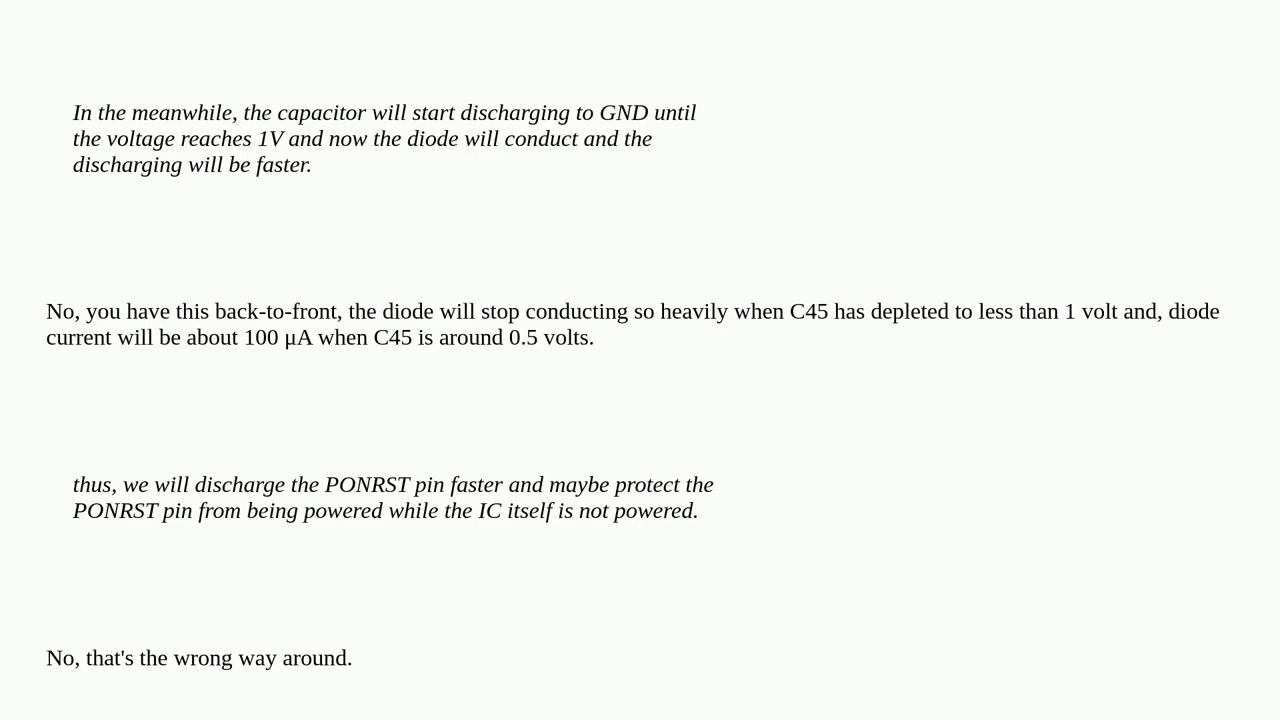 In the meanwhile, the capacitor will start discharging to GND until
the voltage reaches 1V and now the diode will conduct and the
discharging will be faster.
No, you have this back-to-front, the diode will stop conducting so heavily when C45 has depleted to less than 1 volt and, diode
current will be about 100 μA when C45 is around 0.5 volts.
thus, we will discharge the PONRST pin faster and maybe protect the
PONRST pin from being powered while the IC itself is not powered.
No, that's the wrong way around.